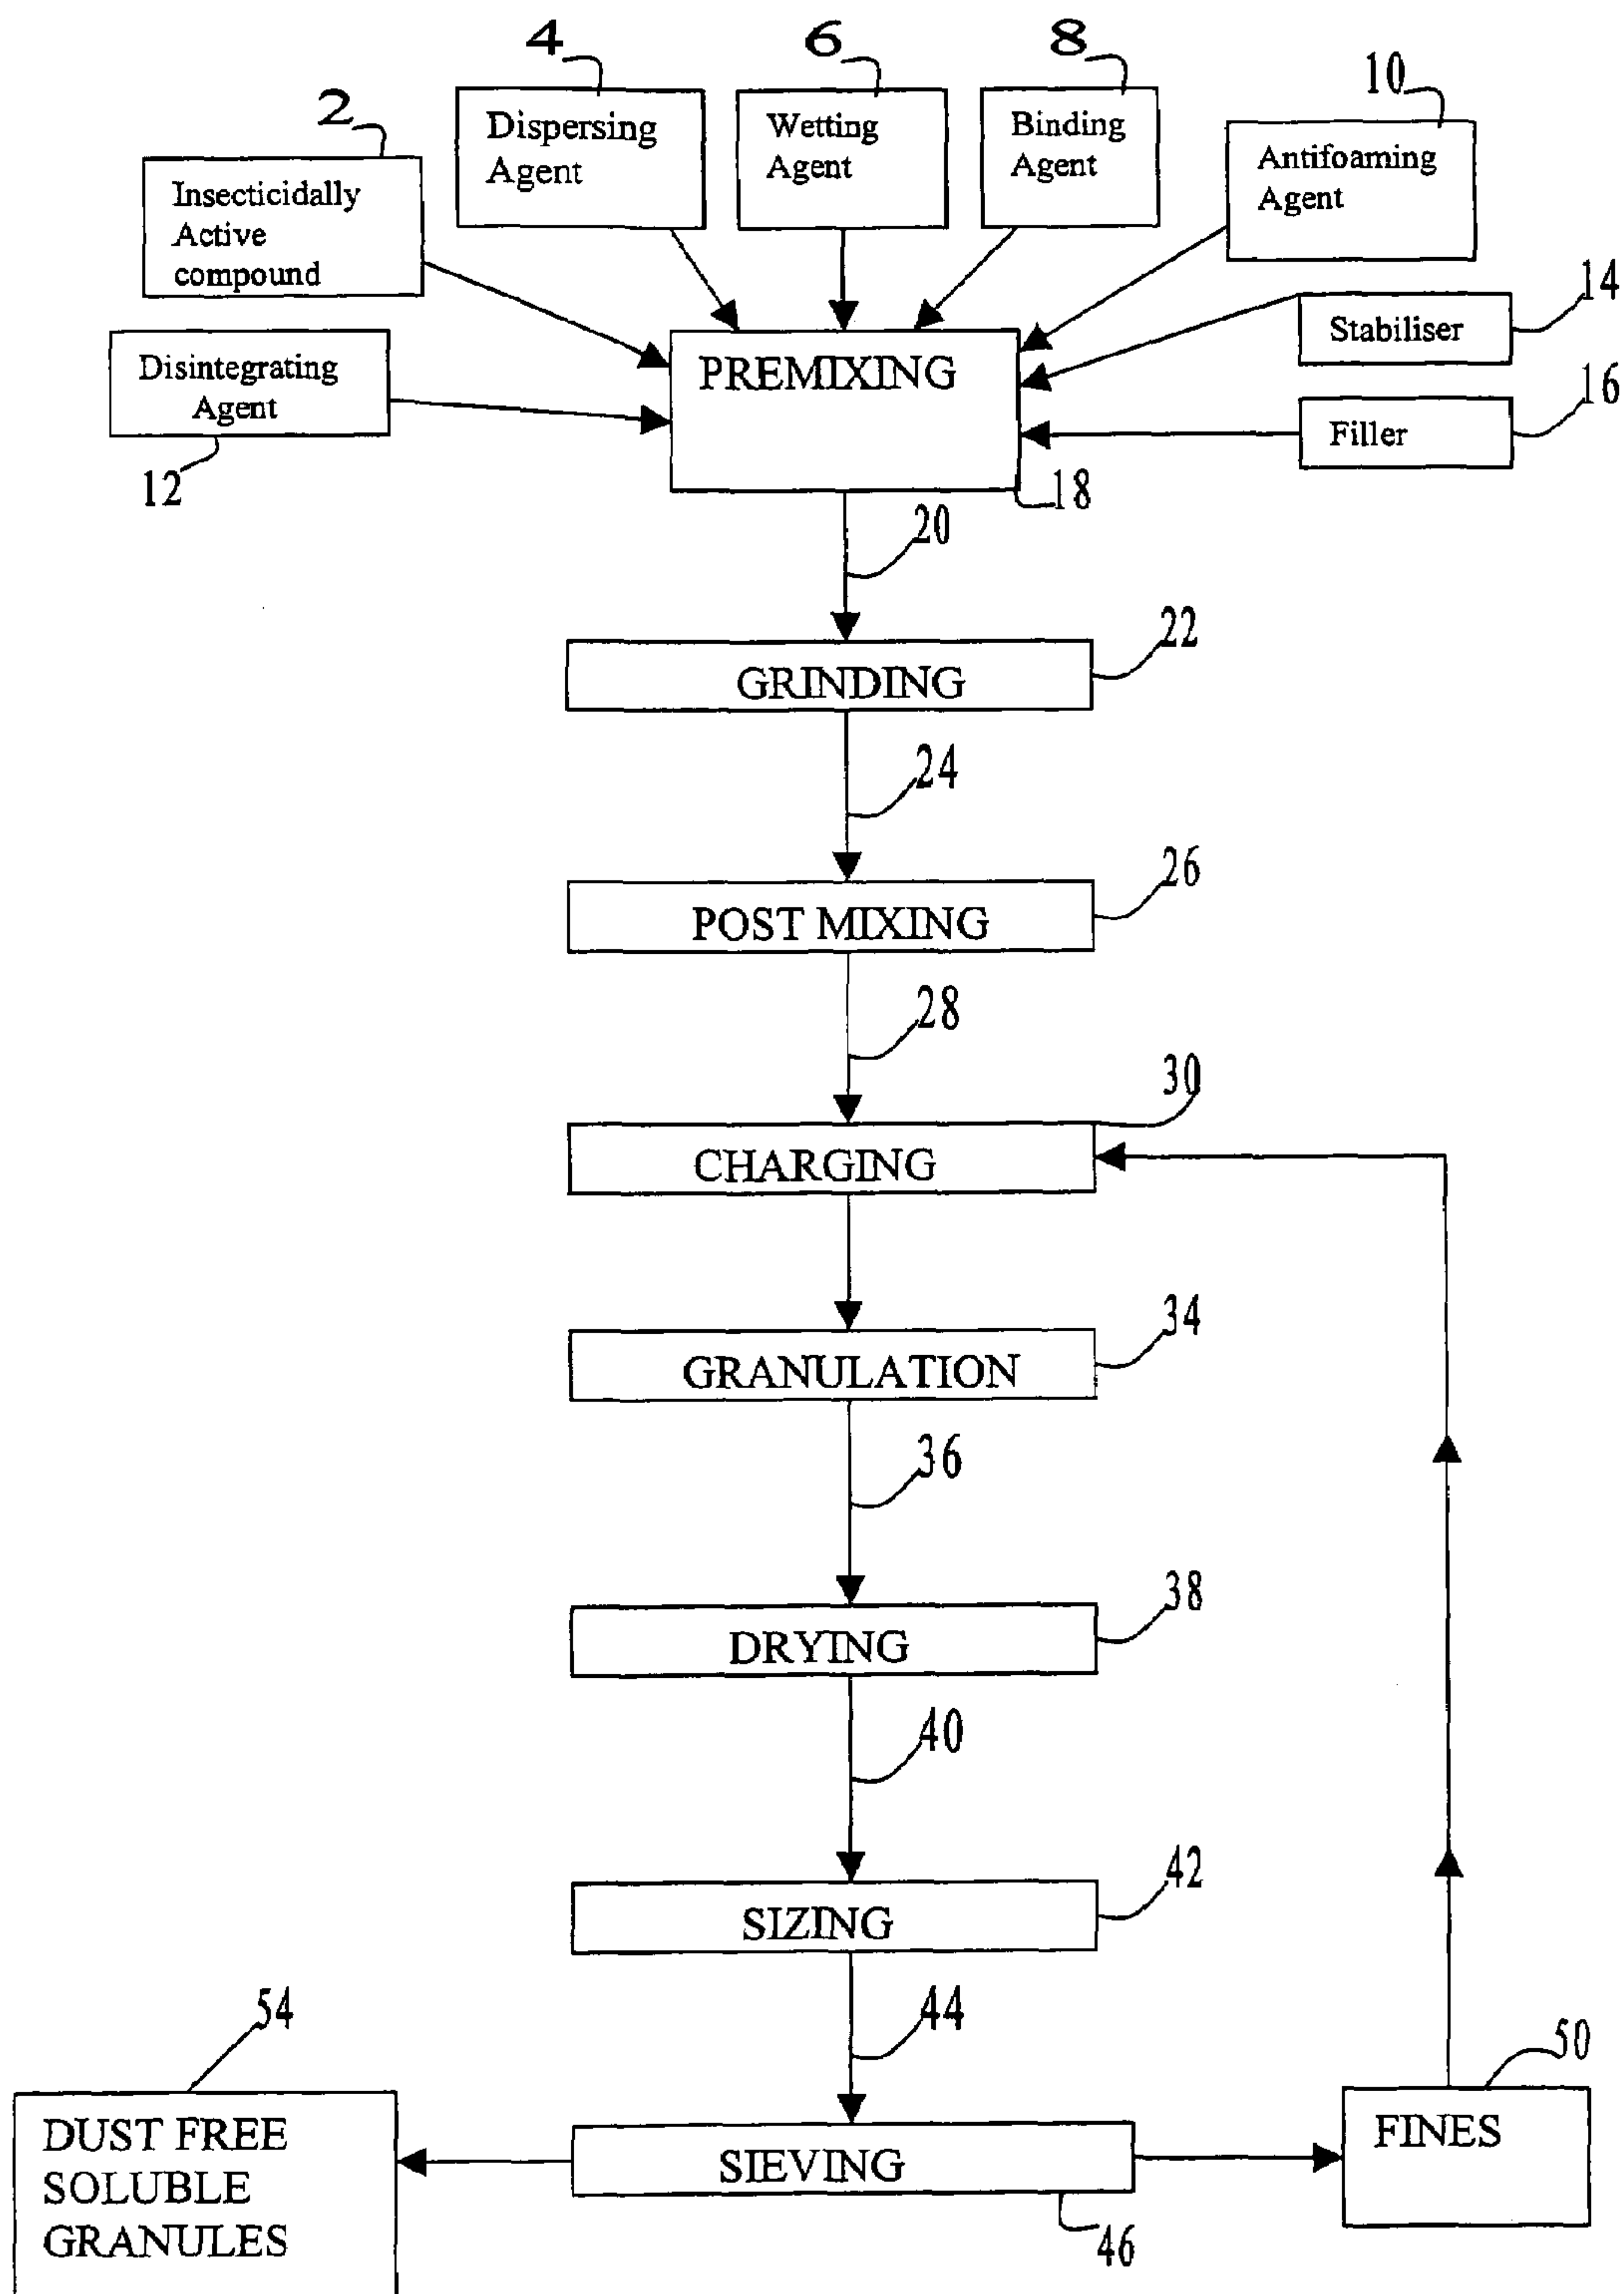 4
6
8
10
2
Dispersing
Agent
Wetting
Agent
Binding
Agent
Antifoaming
Agent
Insecticidally
Active
compound
14
Stabiliser
Disintegrating
Agent
PREMIXING
16
Filler
12
18
20
22
GRINDING
24
26
POST MIXING
28
30
CHARGING
34
GRANULATION
36
38
DRYING
40
42
SIZING
44
54
50
DUST FREE
SOLUBLE
GRANULES
SIEVING
FINES
46